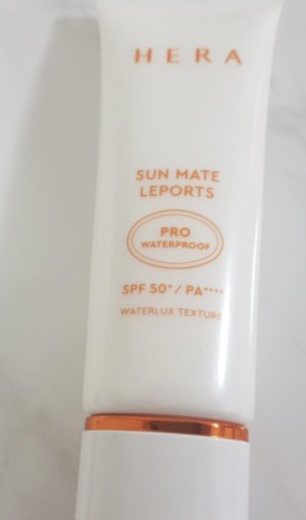 HERA
SUN MATE
LEPORTS
PRO
WATERPROOF
SPF 50+ / PA++++
WATERLUX TEXTURE